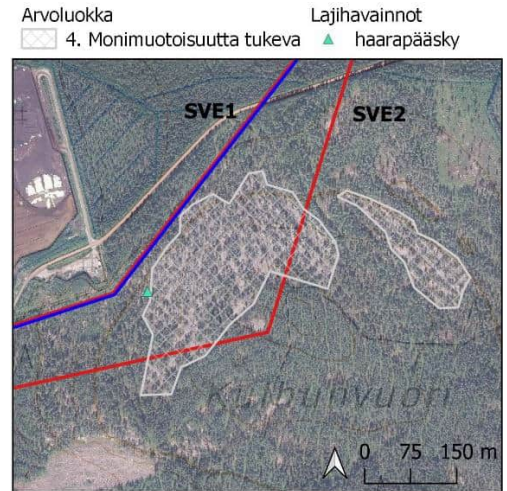 Arvoluokka
4. Monimuotoisuutta tukeva
Lajihavainnot
haarapääsky
SVE1
SVE2
0 75 150 m